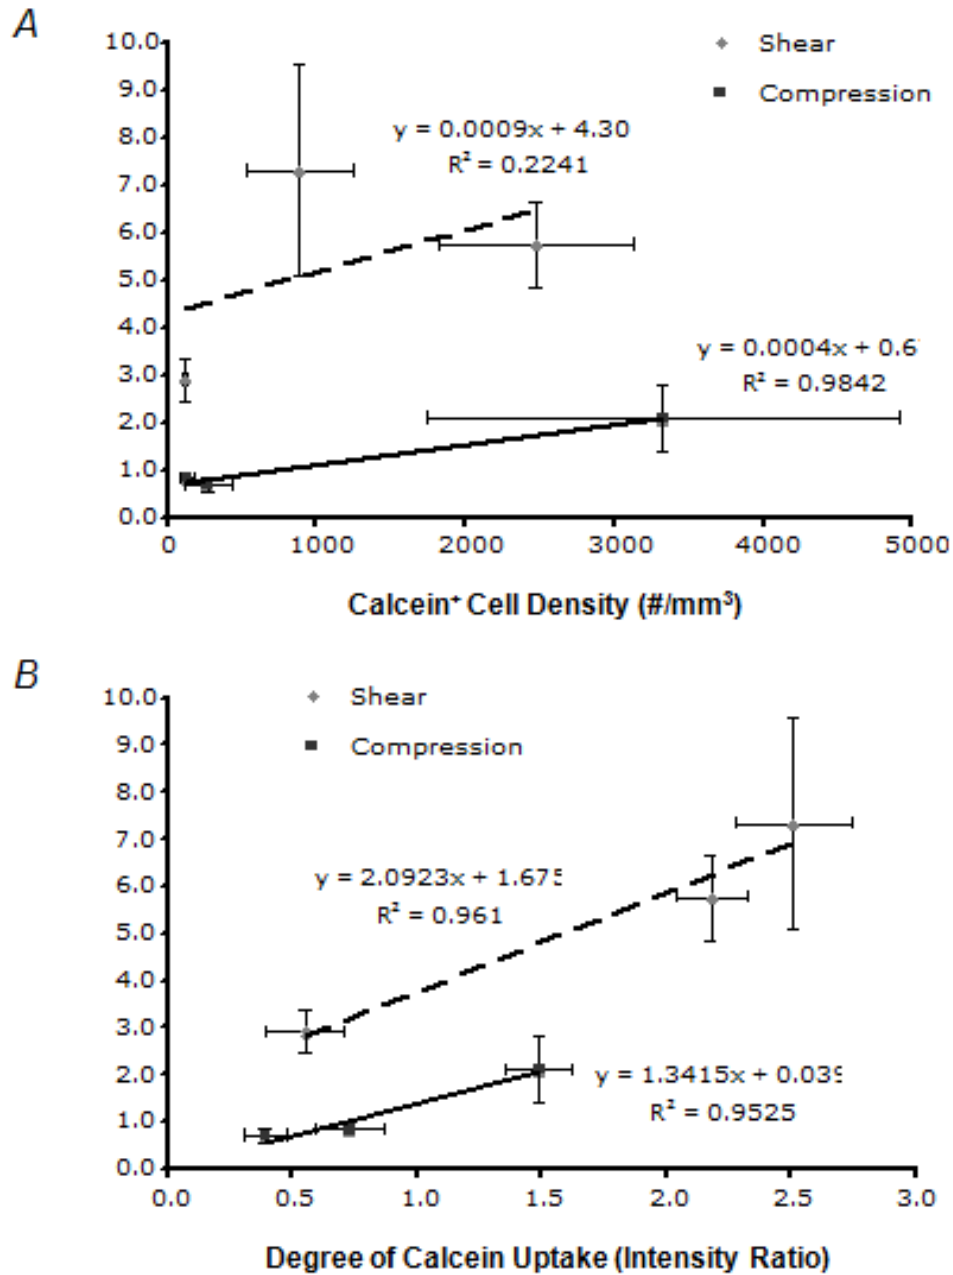 A
10.0
9.0
8.0
7.0
6.0
5.0
4.0
3.0
2.0
1.0
0.0
Shear
Compression
y = 0.0009x + 4.30
R² = 0.2241
y = 0.0004x + 0.6
R² = 0.9842
0 1000 2000 3000 4000 5000
Calcein⁺ Cell Density (#/mm³)
B
10.0
9.0
8.0
7.0
6.0
5.0
4.0
3.0
2.0
1.0
0.0
Shear
Compression
y = 2.0923x + 1.675
R² = 0.961
y = 1.3415x + 0.039
R² = 0.9525
0.0 0.5 1.0 1.5 2.0 2.5 3.0
Degree of Calcein Uptake (Intensity Ratio)